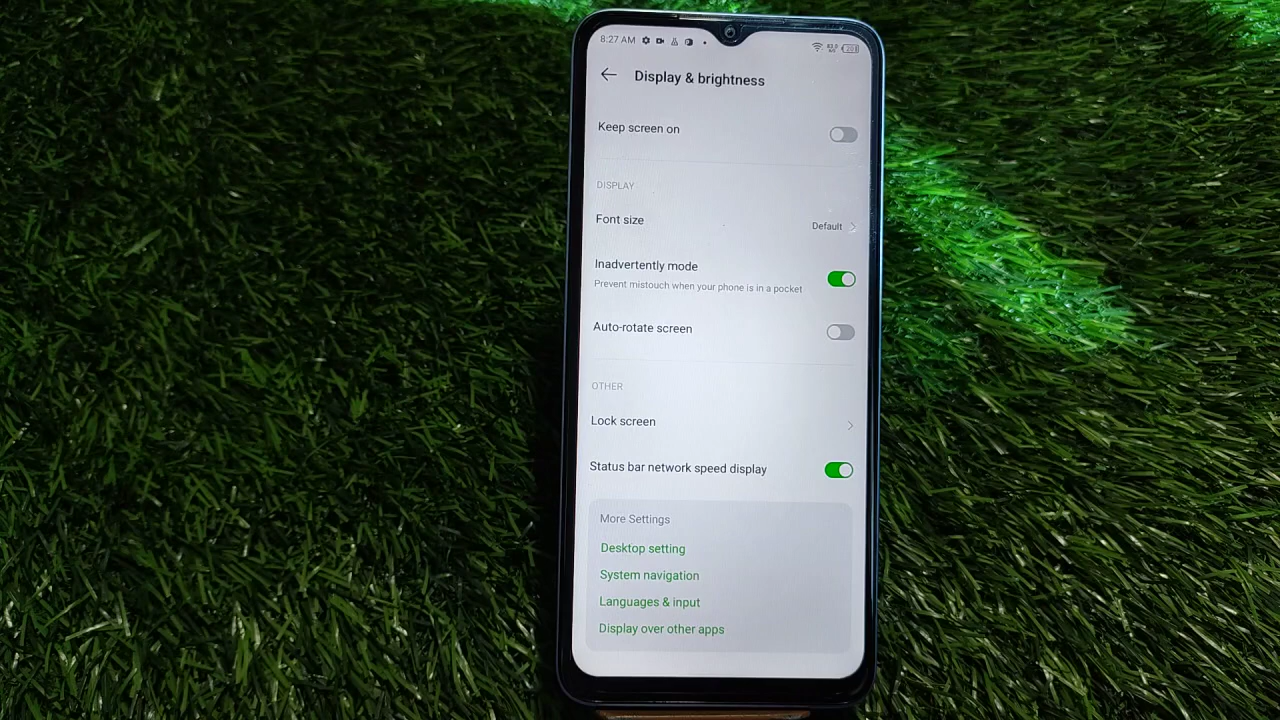 8:27 AM
Display & brightness
Keep screen on
DISPLAY
Font size
Default
Inadvertently mode
Prevent mistouch when your phone is in a pocket
Auto-rotate screen
OTHER
Lock screen
Status bar network speed display
More Settings
Desktop setting
System navigation
Languages & input
Display over other apps